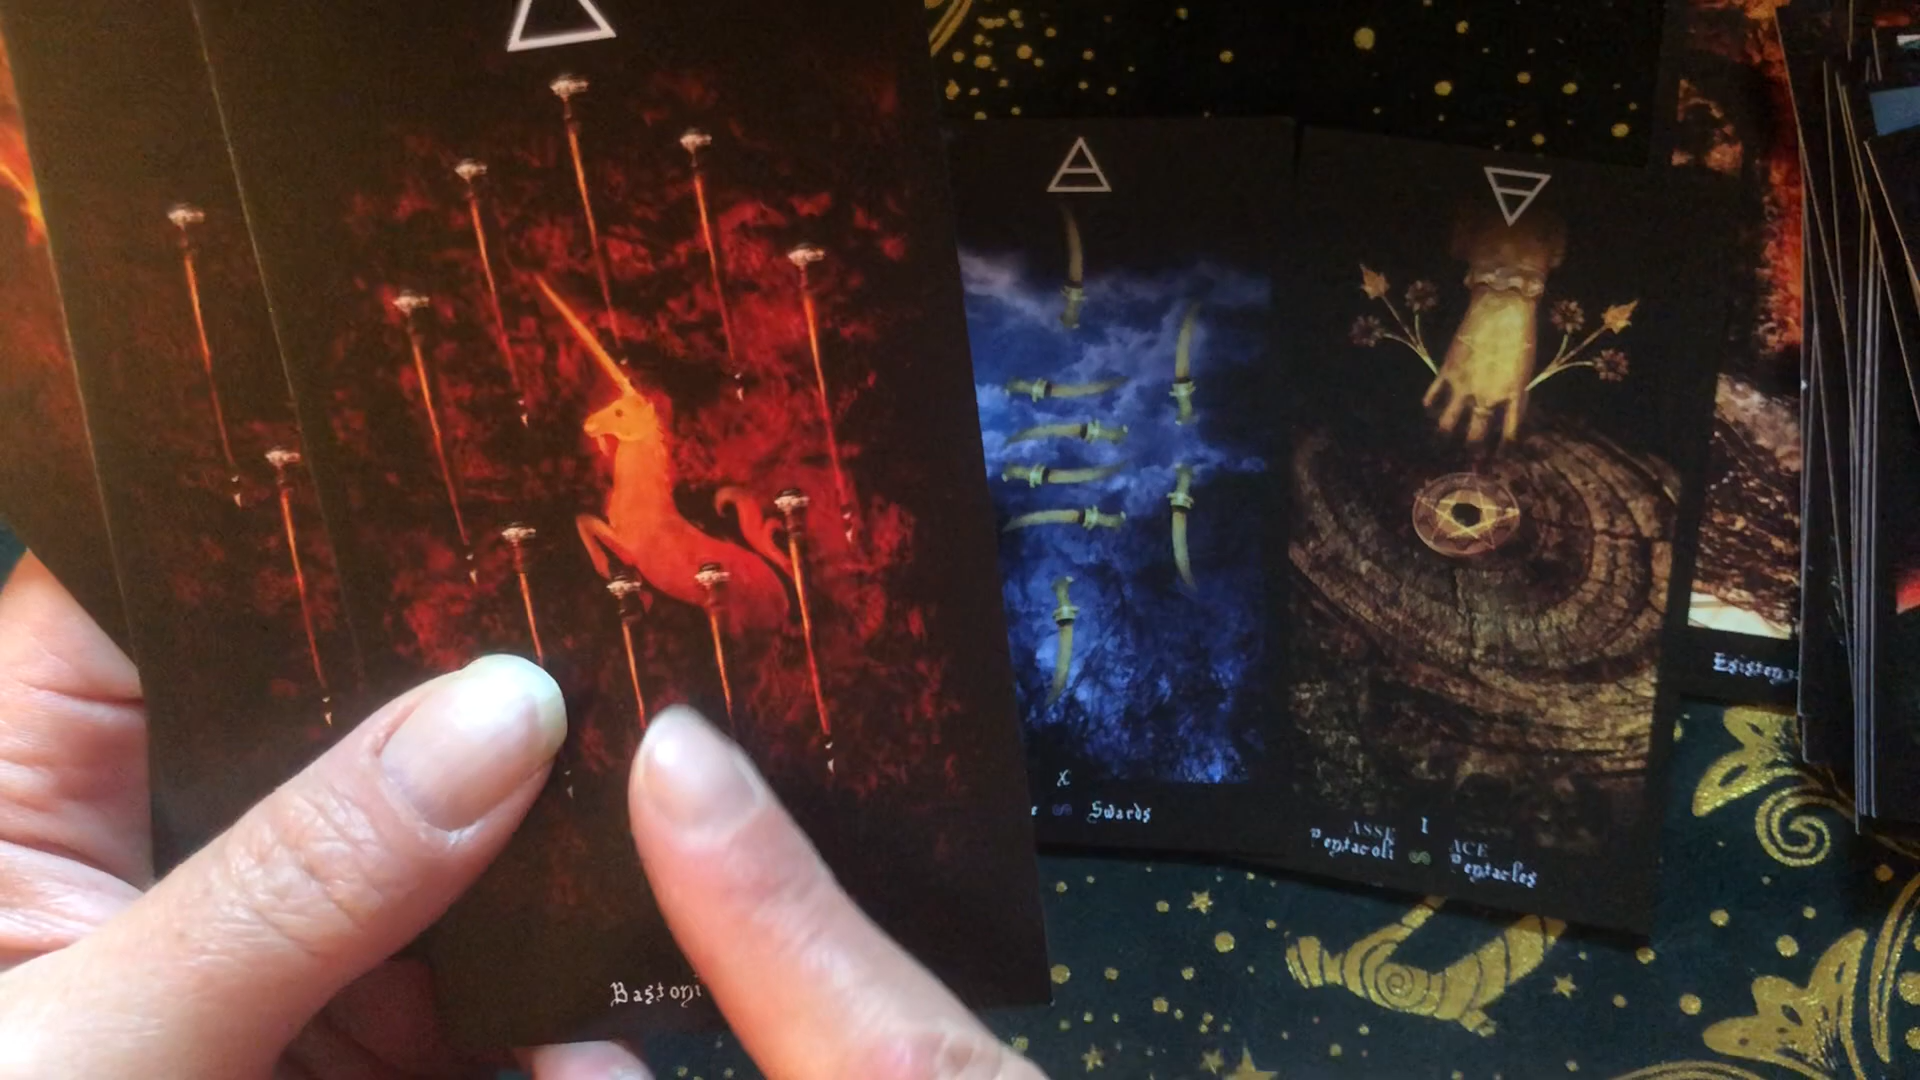 Bastoni
X
Swords
I
ASSE ACE
Pentacoli Pentacles